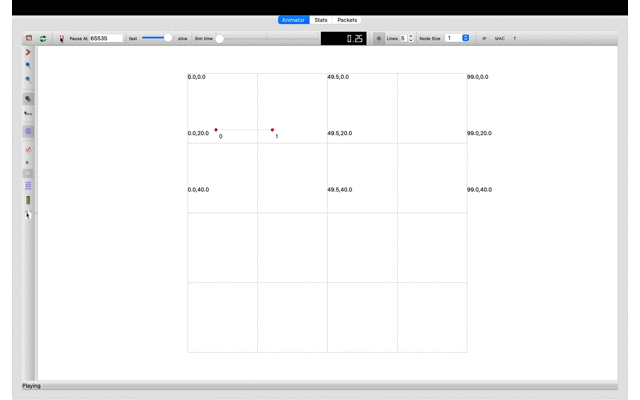 Animator Stats Packets
Pause At 65535 fast slow Sim time 0.25 Lines 5 Node Size 1 IP MAC T
0.0,0.0 49.5,0.0 99.0,0.0
0.0,20.0 49.5,20.0 99.0,20.0
0 1
0.0,40.0 49.5,40.0 99.0,40.0
Playing